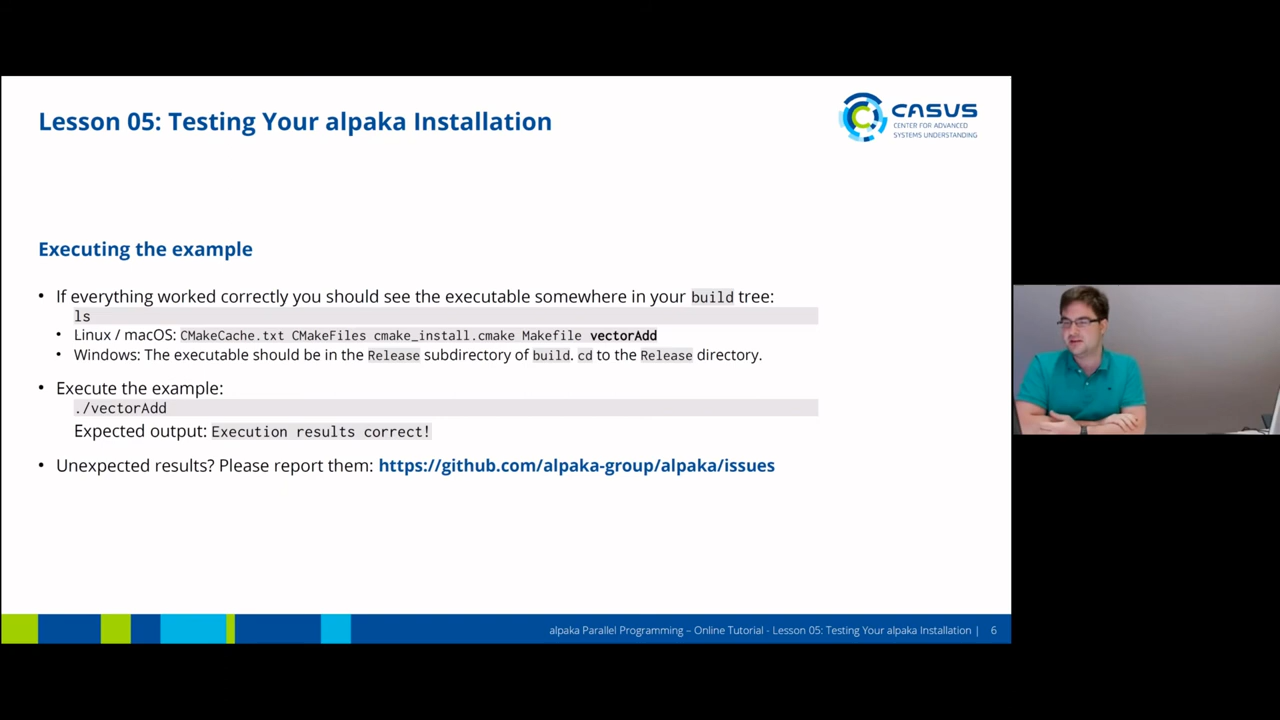 Lesson 05: Testing Your alpaka Installation
CASUS
CENTER FOR ADVANCED
SYSTEMS UNDERSTANDING
Executing the example
• If everything worked correctly you should see the executable somewhere in your build tree:
ls
• Linux / macOS: CMakeCache.txt CMakeFiles cmake_install.cmake Makefile vectorAdd
• Windows: The executable should be in the Release subdirectory of build. cd to the Release directory.
• Execute the example:
./vectorAdd
Expected output: Execution results correct!
• Unexpected results? Please report them: https://github.com/alpaka-group/alpaka/issues
alpaka Parallel Programming – Online Tutorial - Lesson 05: Testing Your alpaka Installation | 6